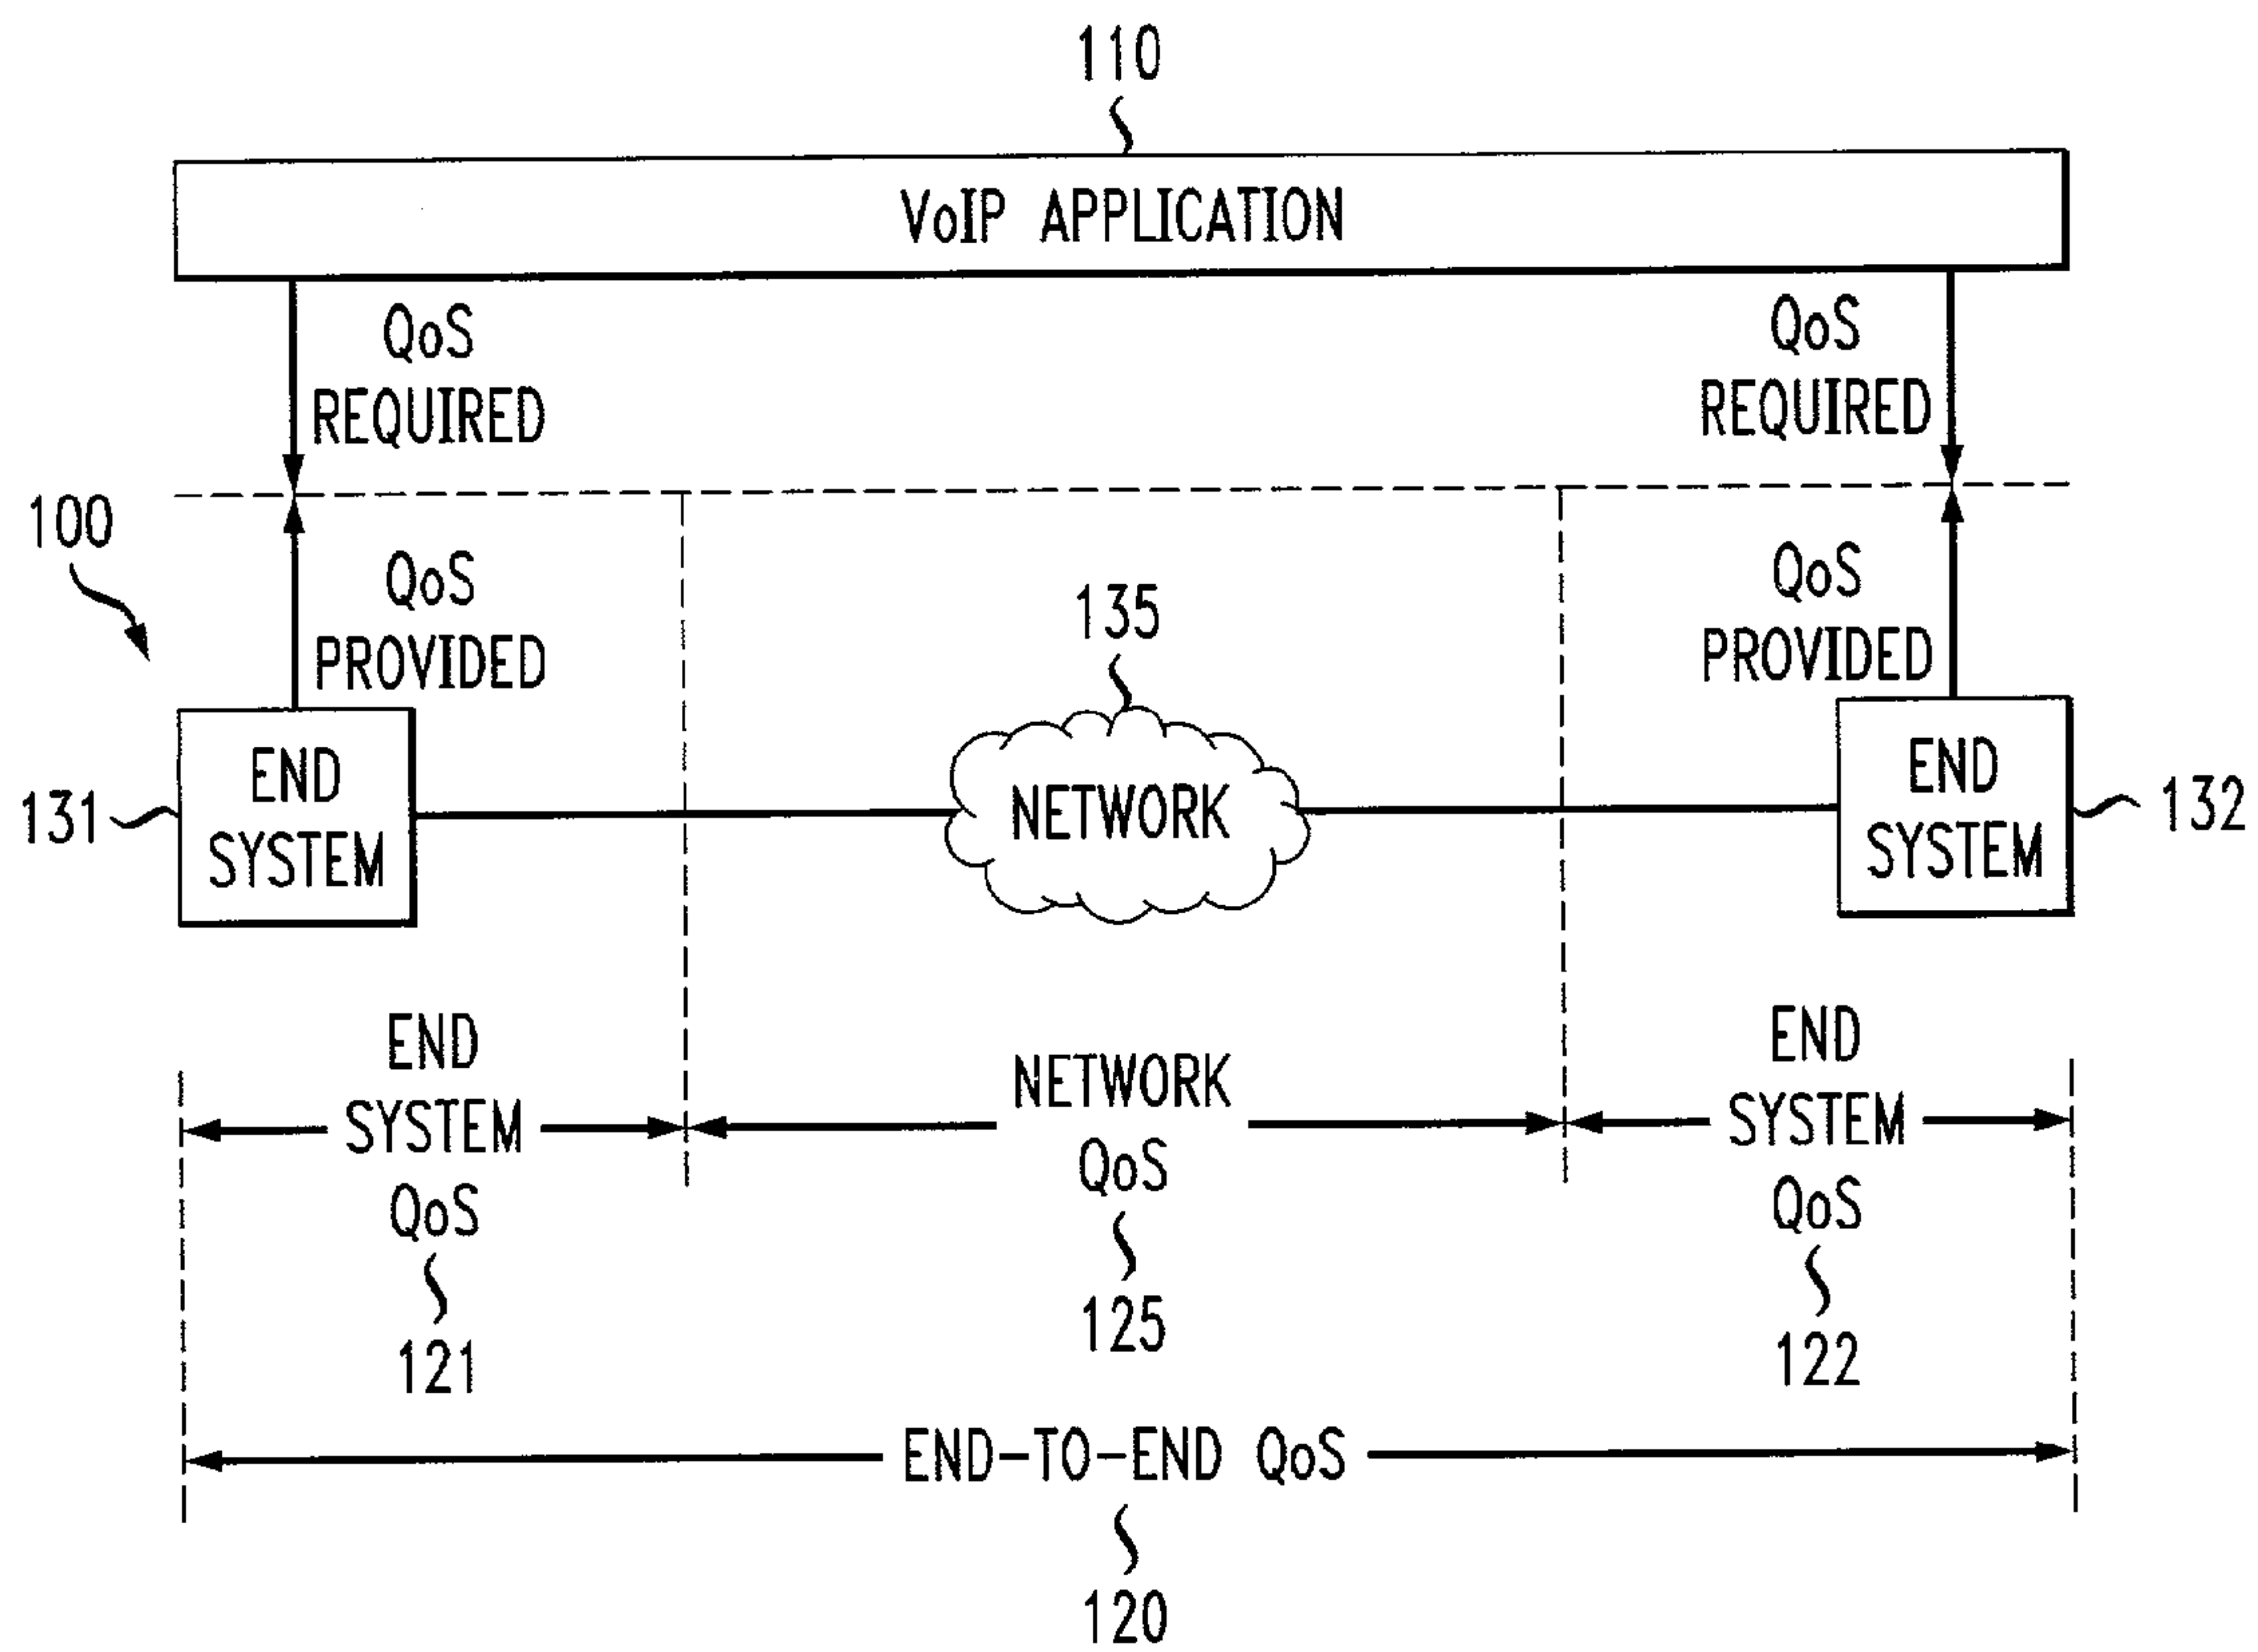 110
VoIP APPLICATION
QoS
REQUIRED
QoS
REQUIRED
100
QoS
PROVIDED
135
QoS
PROVIDED
END
SYSTEM
131
NETWORK
END
SYSTEM
132
END
SYSTEM
QoS
121
NETWORK
QoS
125
END
SYSTEM
QoS
122
END-TO-END QoS
120